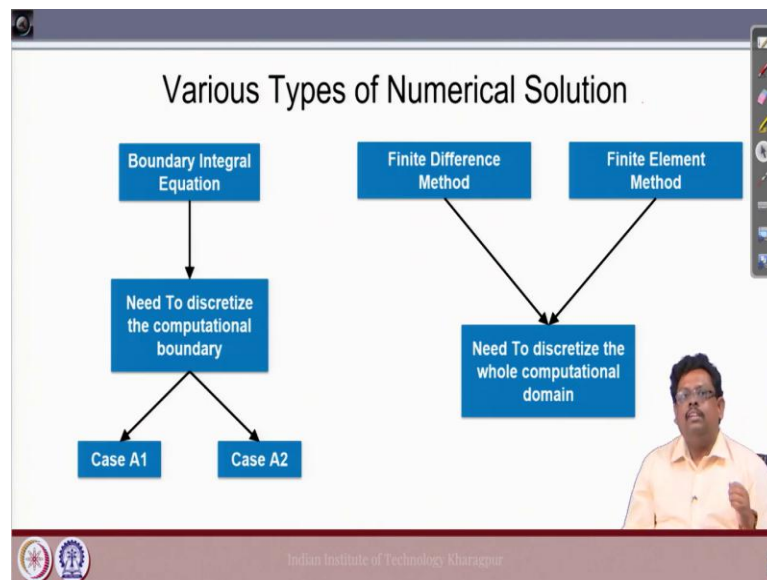 Various Types of Numerical Solution
Boundary Integral
Equation
Finite Difference
Method
Finite Element
Method
Need To discretize
the computational
boundary
Need To discretize the
whole computational
domain
Case A1
Case A2
Indian Institute of Technology Kharagpur